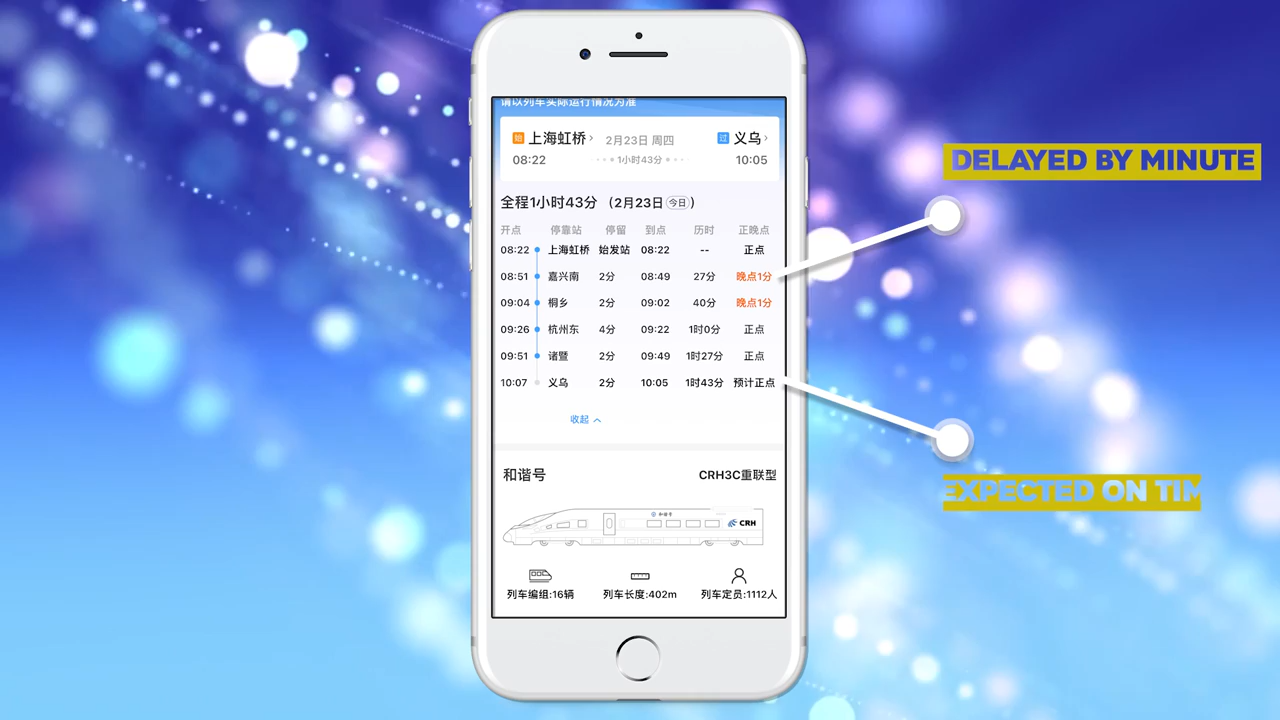 请以列车实际运行情况为准
始 上海虹桥 2月23日 周四 过 义乌
08:22 1小时43分 10:05
全程1小时43分 (2月23日 今日)
开点 停靠站 停留 到点 历时 正晚点
08:22 上海虹桥 始发站 08:22 -- 正点
08:51 嘉兴南 2分 08:49 27分 晚点1分
09:04 桐乡 2分 09:02 40分 晚点1分
09:26 杭州东 4分 09:22 1时0分 正点
09:51 诸暨 2分 09:49 1时27分 正点
10:07 义乌 2分 10:05 1时43分 预计正点
收起
和谐号 CRH3C重联型
和谐号
CRH
列车编组:16辆 列车长度:402m 列车定员:1112人
DELAYED BY MINUTE
EXPECTED ON TIM